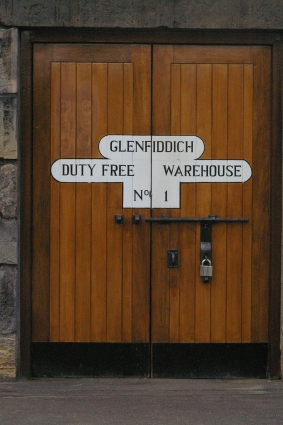 GLENFIDDICH
DUTY FREE WAREHOUSE
Nº 1